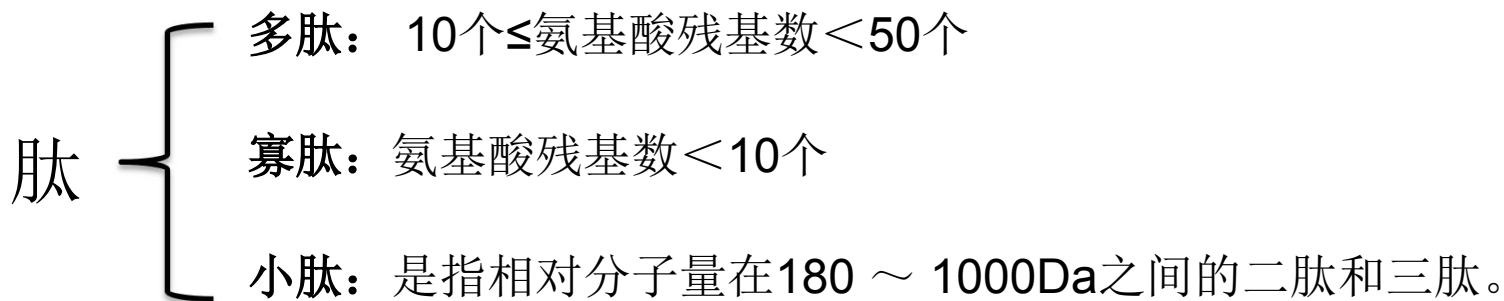 多肽： 10个≤氨基酸残基数＜50个
肽
寡肽：氨基酸残基数＜10个
小肽：是指相对分子量在180 ～ 1000Da之间的二肽和三肽。